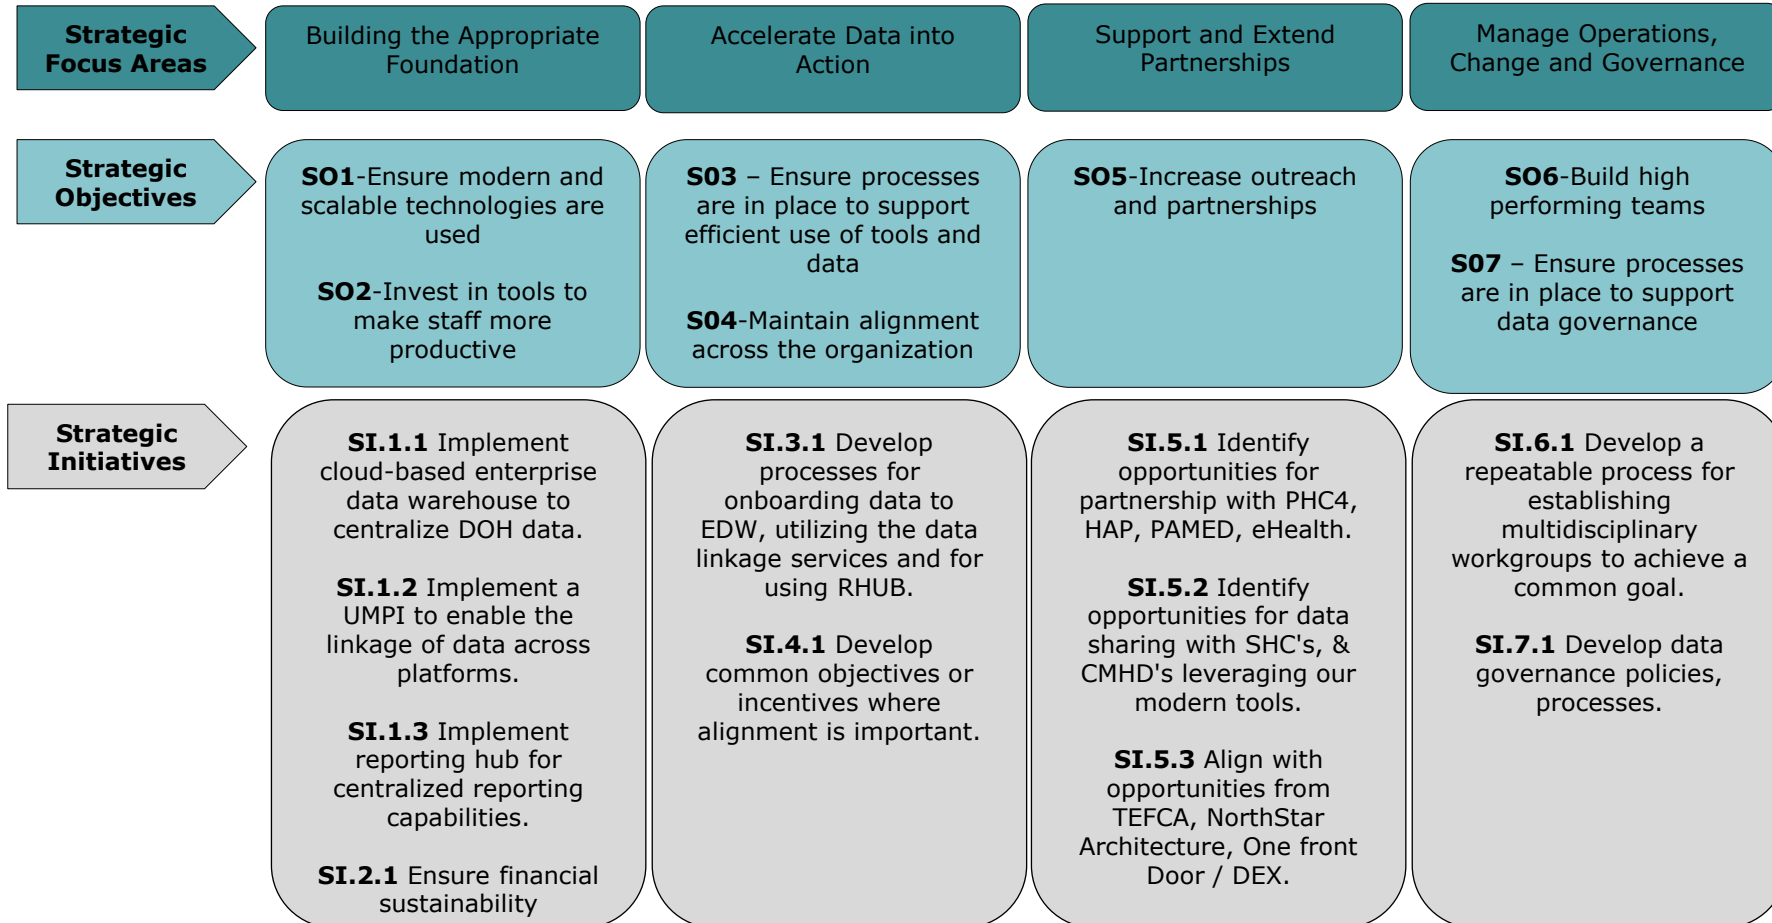 Strategic
Focus Areas
Building the Appropriate
Foundation
Accelerate Data into
Action
Support and Extend
Partnerships
Manage Operations,
Change and Governance
Strategic
Objectives
SO1-Ensure modern and
scalable technologies are
used
SO2-Invest in tools to
make staff more
productive
S03 – Ensure processes
are in place to support
efficient use of tools and
data
S04-Maintain alignment
across the organization
SO5-Increase outreach
and partnerships
SO6-Build high
performing teams
S07 – Ensure processes
are in place to support
data governance
Strategic
Initiatives
SI.1.1 Implement
cloud-based enterprise
data warehouse to
centralize DOH data.
SI.1.2 Implement a
UMPI to enable the
linkage of data across
platforms.
SI.1.3 Implement
reporting hub for
centralized reporting
capabilities.
SI.2.1 Ensure financial
sustainability
SI.3.1 Develop
processes for
onboarding data to
EDW, utilizing the data
linkage services and for
using RHUB.
SI.4.1 Develop
common objectives or
incentives where
alignment is important.
SI.5.1 Identify
opportunities for
partnership with PHC4,
HAP, PAMED, eHealth.
SI.5.2 Identify
opportunities for data
sharing with SHC's, &
CMHD's leveraging our
modern tools.
SI.5.3 Align with
opportunities from
TEFCA, NorthStar
Architecture, One front
Door / DEX.
SI.6.1 Develop a
repeatable process for
establishing
multidisciplinary
workgroups to achieve a
common goal.
SI.7.1 Develop data
governance policies,
processes.